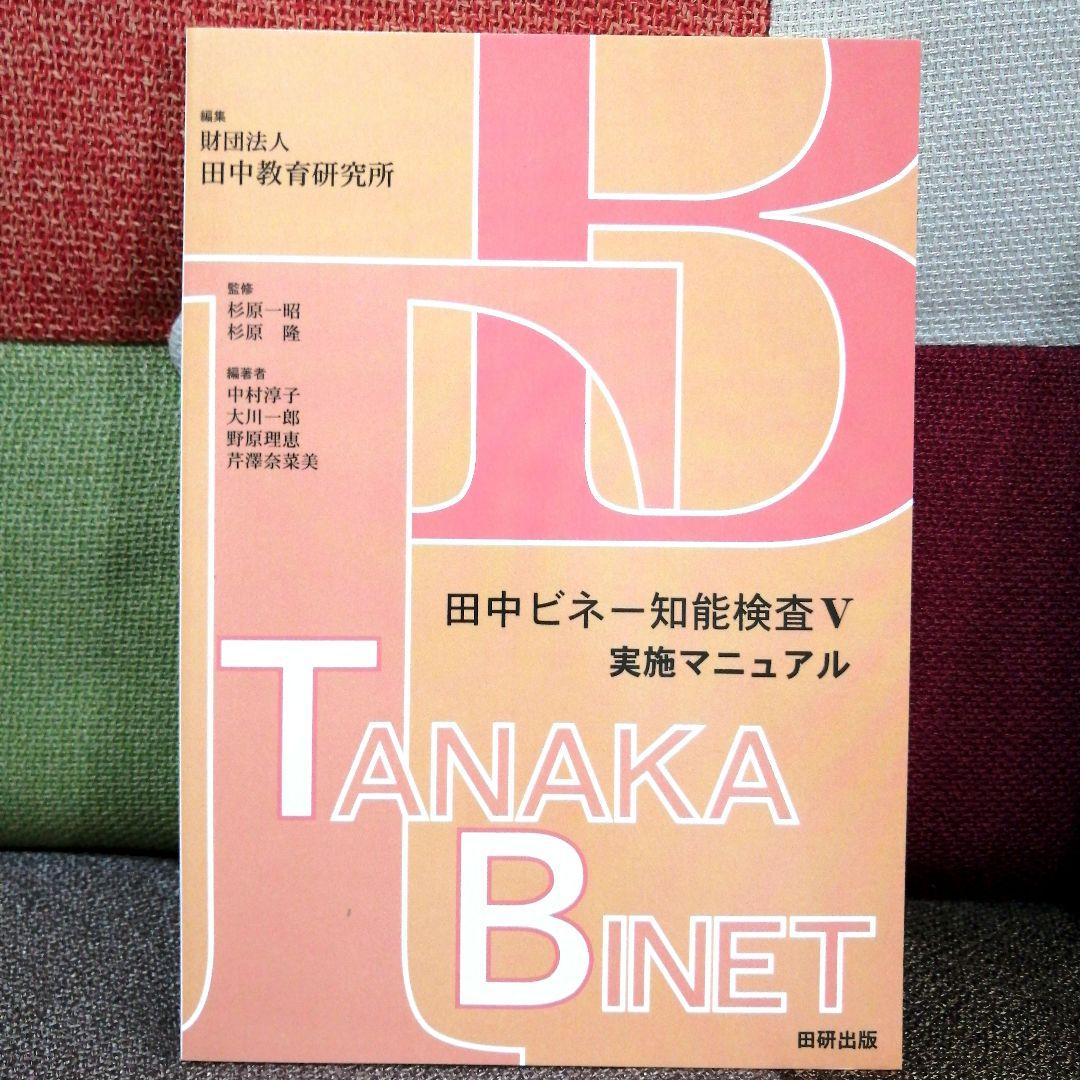 編集
財団法人
田中教育研究所
監修
杉原一昭
杉原　隆
編著者
中村淳子
大川一郎
野原理恵
芹澤奈菜美
TB
田中ビネー知能検査Ⅴ
実施マニュアル
TANAKA
BINET
田研出版